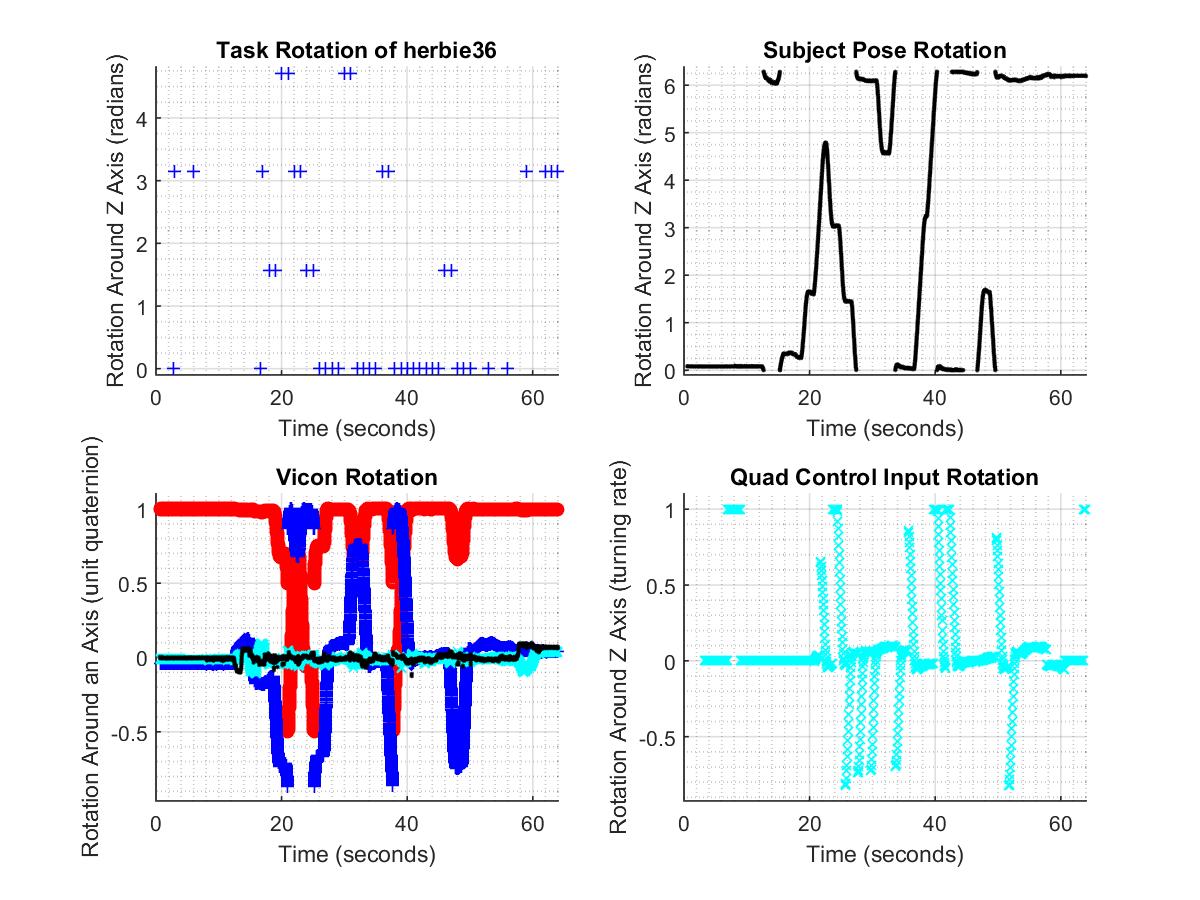 Task Rotation of herbie36
Rotation Around Z Axis (radians)
4
3
2
1
0
0 20 40 60
Time (seconds)
Subject Pose Rotation
Rotation Around Z Axis (radians)
6
5
4
3
2
1
0
0 20 40 60
Time (seconds)
Vicon Rotation
Rotation Around an Axis (unit quaternion)
1
0.5
0
-0.5
0 20 40 60
Time (seconds)
Quad Control Input Rotation
Rotation Around Z Axis (turning rate)
1
0.5
0
-0.5
0 20 40 60
Time (seconds)